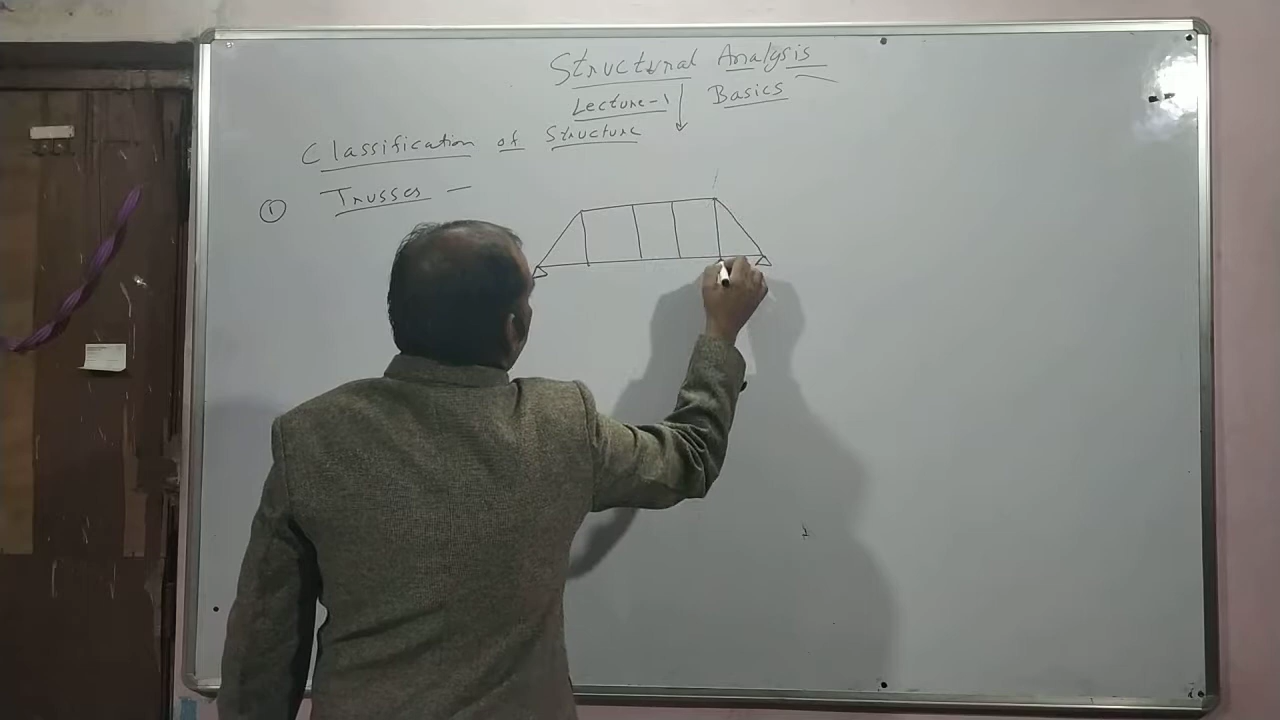 Structural Analysis
Lecture-1 Basics
Classification of Structure
① Trusses —